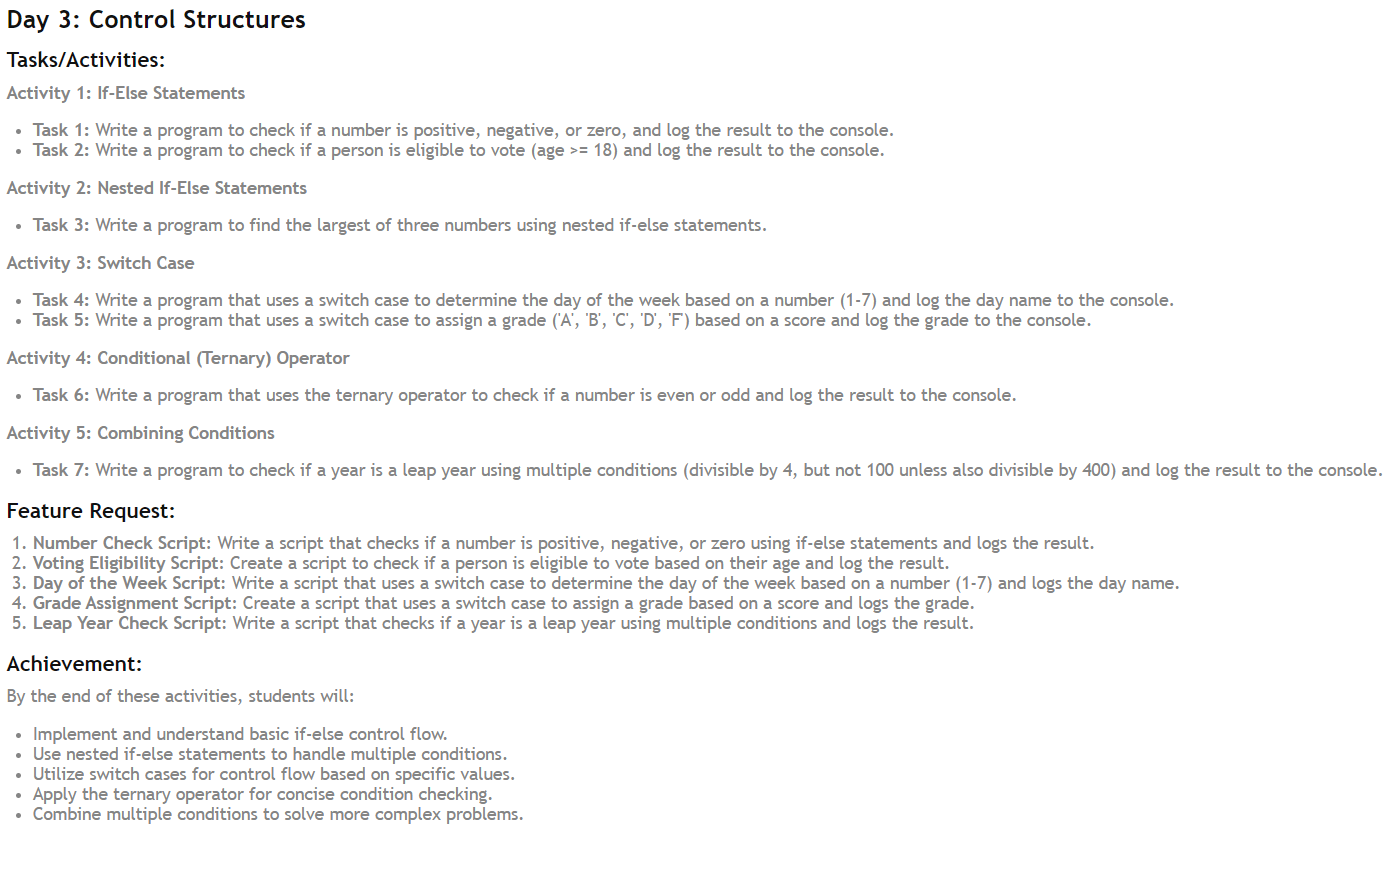 Day 3: Control Structures
Tasks/Activities:
Activity 1: If-Else Statements
• Task 1: Write a program to check if a number is positive, negative, or zero, and log the result to the console.
• Task 2: Write a program to check if a person is eligible to vote (age >= 18) and log the result to the console.
Activity 2: Nested If-Else Statements
• Task 3: Write a program to find the largest of three numbers using nested if-else statements.
Activity 3: Switch Case
• Task 4: Write a program that uses a switch case to determine the day of the week based on a number (1-7) and log the day name to the console.
• Task 5: Write a program that uses a switch case to assign a grade ('A', 'B', 'C', 'D', 'F') based on a score and log the grade to the console.
Activity 4: Conditional (Ternary) Operator
• Task 6: Write a program that uses the ternary operator to check if a number is even or odd and log the result to the console.
Activity 5: Combining Conditions
• Task 7: Write a program to check if a year is a leap year using multiple conditions (divisible by 4, but not 100 unless also divisible by 400) and log the result to the console.
Feature Request:
1. Number Check Script: Write a script that checks if a number is positive, negative, or zero using if-else statements and logs the result.
2. Voting Eligibility Script: Create a script to check if a person is eligible to vote based on their age and log the result.
3. Day of the Week Script: Write a script that uses a switch case to determine the day of the week based on a number (1-7) and logs the day name.
4. Grade Assignment Script: Create a script that uses a switch case to assign a grade based on a score and logs the grade.
5. Leap Year Check Script: Write a script that checks if a year is a leap year using multiple conditions and logs the result.
Achievement:
By the end of these activities, students will:
• Implement and understand basic if-else control flow.
• Use nested if-else statements to handle multiple conditions.
• Utilize switch cases for control flow based on specific values.
• Apply the ternary operator for concise condition checking.
• Combine multiple conditions to solve more complex problems.